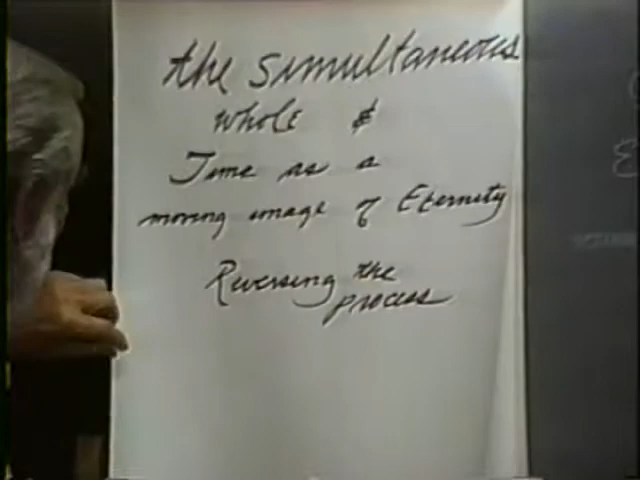 the simultaneous
whole &
Time as a
moving image of Eternity
Reversing the
process